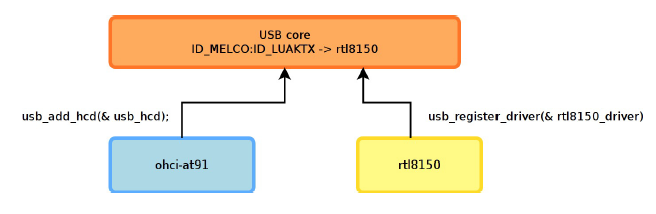 USB core
ID_MELCO:ID_LUAKTX -> rtl8150
usb_add_hcd(& usb_hcd);
usb_register_driver(& rtl8150_driver)
ohci-at91
rtl8150